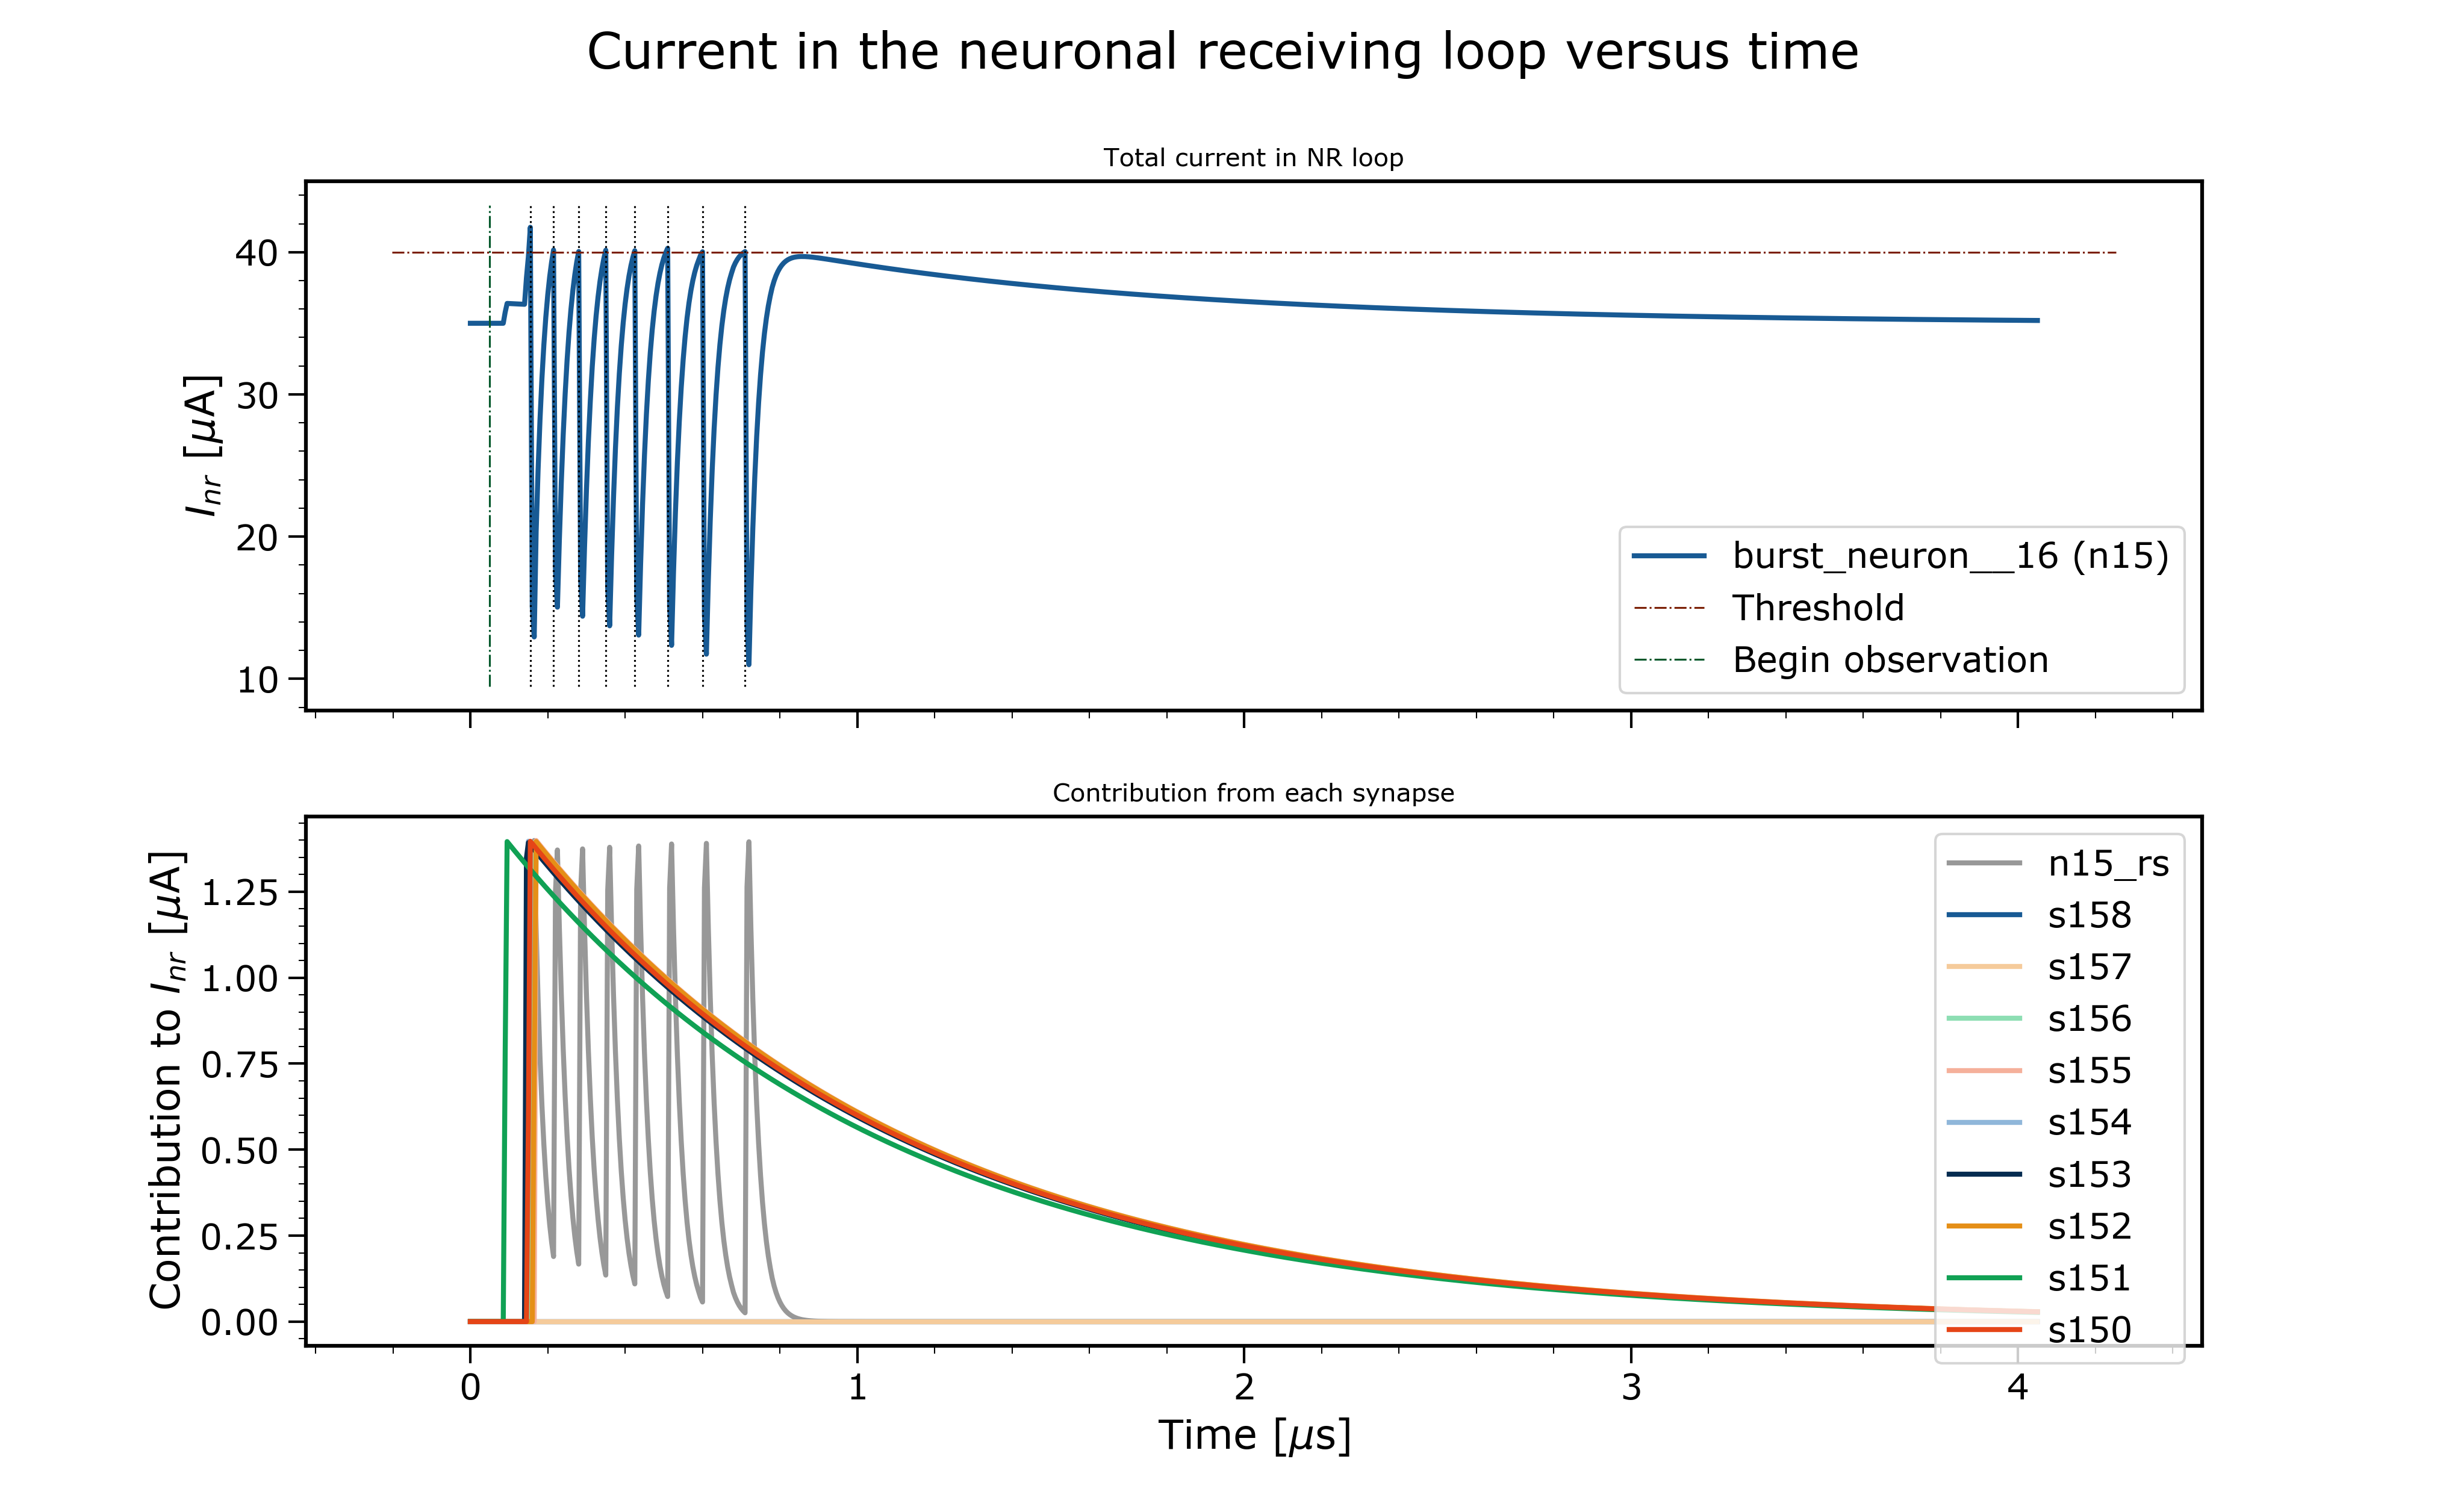 Current in the neuronal receiving loop versus time
Total current in NR loop
I_nr [μA]
40
30
20
10
burst_neuron__16 (n15)
Threshold
Begin observation
Contribution from each synapse
Contribution to I_nr [μA]
1.25
1.00
0.75
0.50
0.25
0.00
n15_rs
s158
s157
s156
s155
s154
s153
s152
s151
s150
0 1 2 3 4
Time [μs]